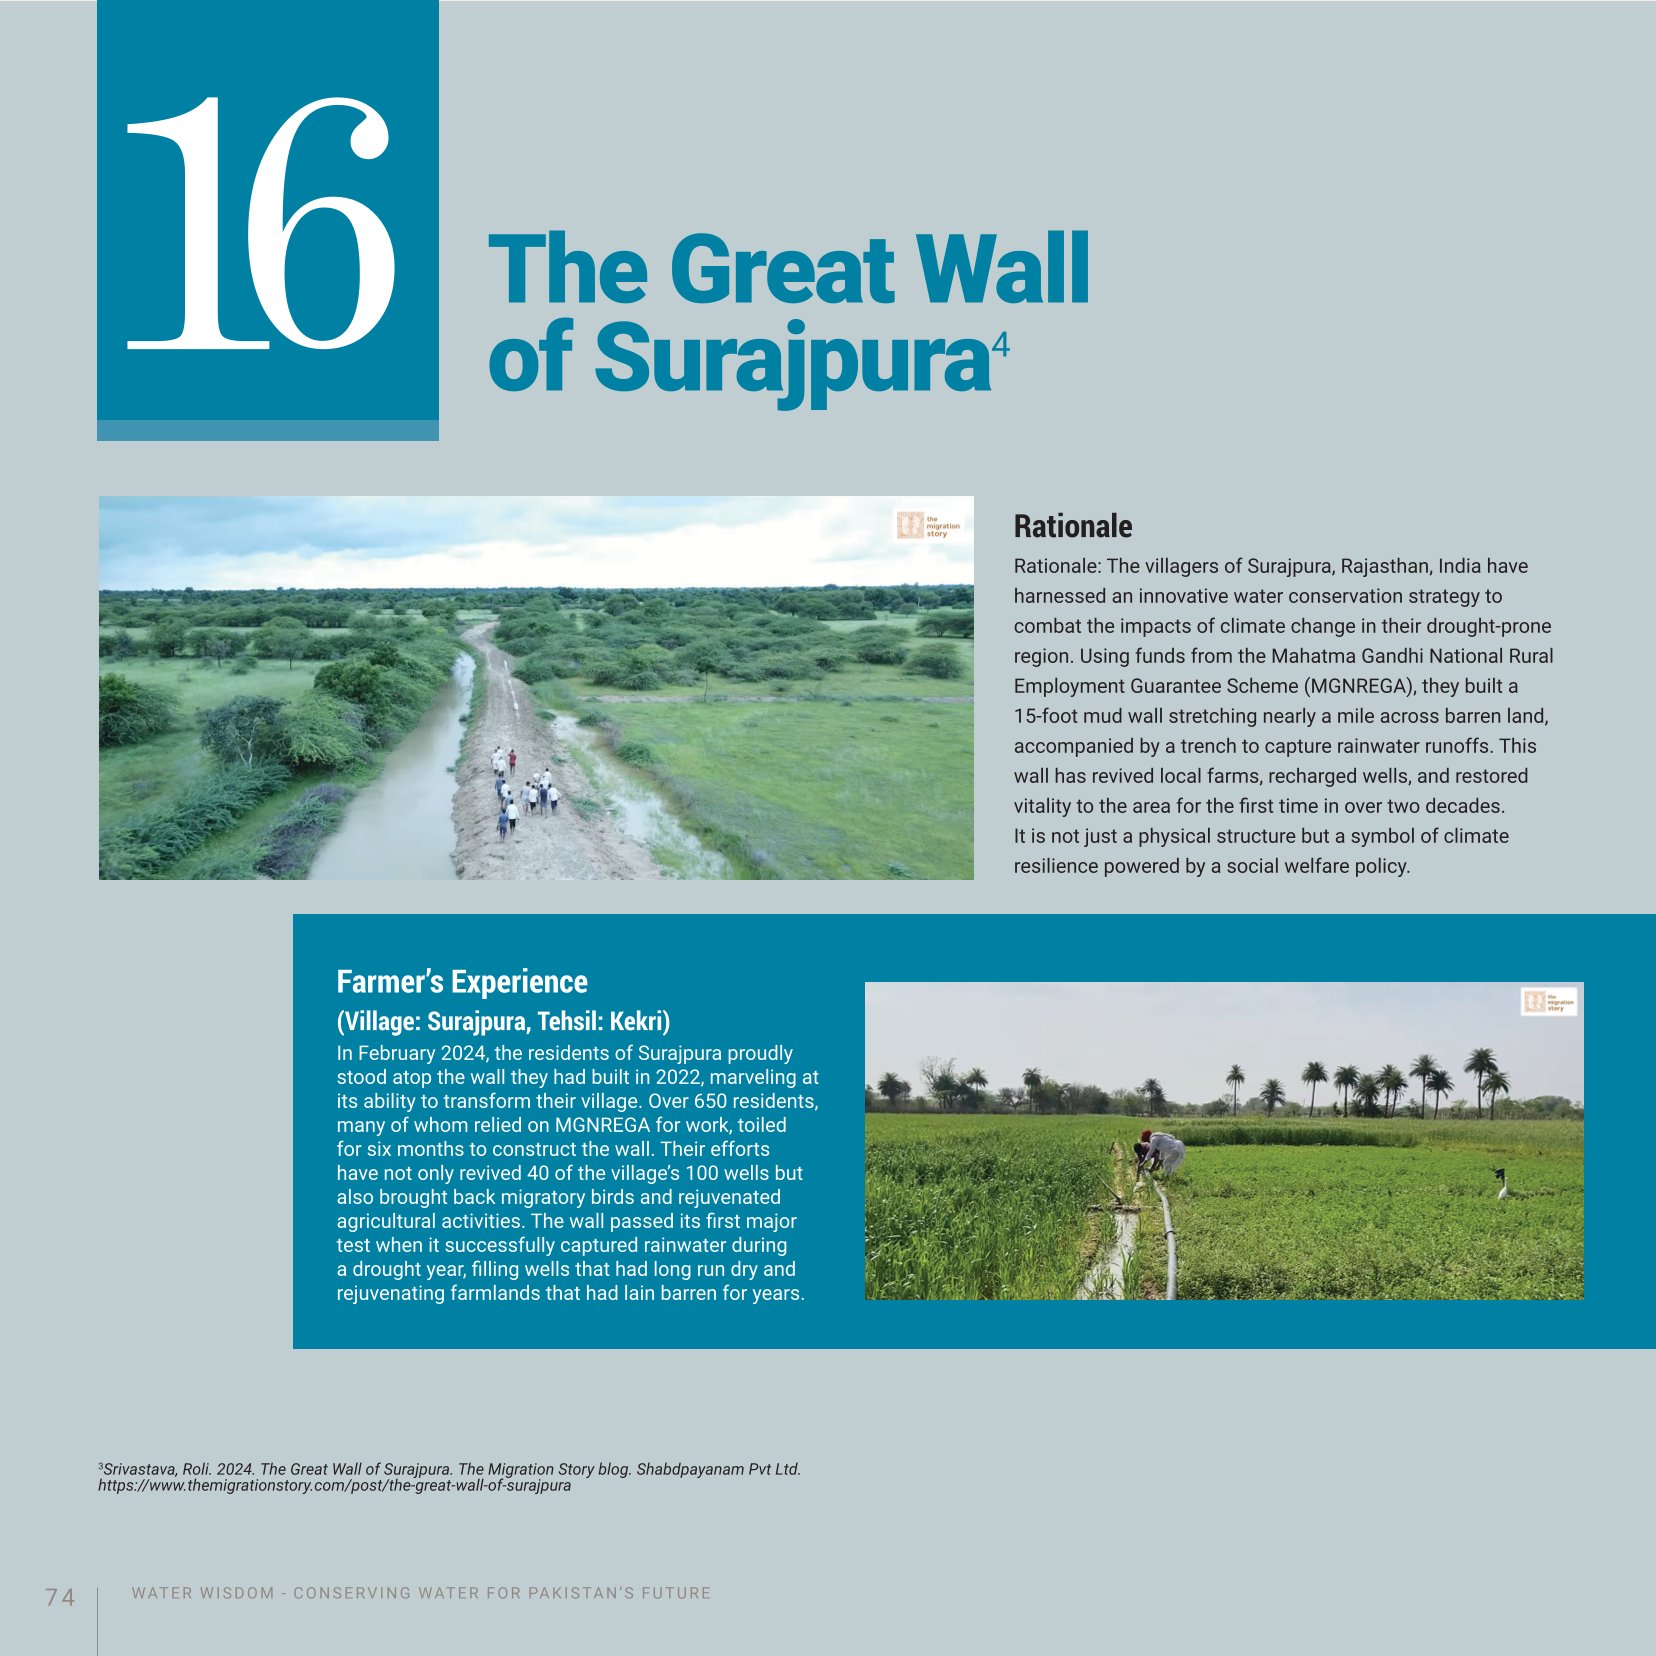 16
The Great Wall
of Surajpura4
the
migration
story
Rationale
Rationale: The villagers of Surajpura, Rajasthan, India have
harnessed an innovative water conservation strategy to
combat the impacts of climate change in their drought-prone
region. Using funds from the Mahatma Gandhi National Rural
Employment Guarantee Scheme (MGNREGA), they built a
15-foot mud wall stretching nearly a mile across barren land,
accompanied by a trench to capture rainwater runoffs. This
wall has revived local farms, recharged wells, and restored
vitality to the area for the first time in over two decades.
It is not just a physical structure but a symbol of climate
resilience powered by a social welfare policy.
Farmer’s Experience
(Village: Surajpura, Tehsil: Kekri)
In February 2024, the residents of Surajpura proudly
stood atop the wall they had built in 2022, marveling at
its ability to transform their village. Over 650 residents,
many of whom relied on MGNREGA for work, toiled
for six months to construct the wall. Their efforts
have not only revived 40 of the village’s 100 wells but
also brought back migratory birds and rejuvenated
agricultural activities. The wall passed its first major
test when it successfully captured rainwater during
a drought year, filling wells that had long run dry and
rejuvenating farmlands that had lain barren for years.
the
migration
story
3Srivastava, Roli. 2024. The Great Wall of Surajpura. The Migration Story blog. Shabdpayanam Pvt Ltd.
https://www.themigrationstory.com/post/the-great-wall-of-surajpura
74
WATER WISDOM - CONSERVING WATER FOR PAKISTAN’S FUTURE